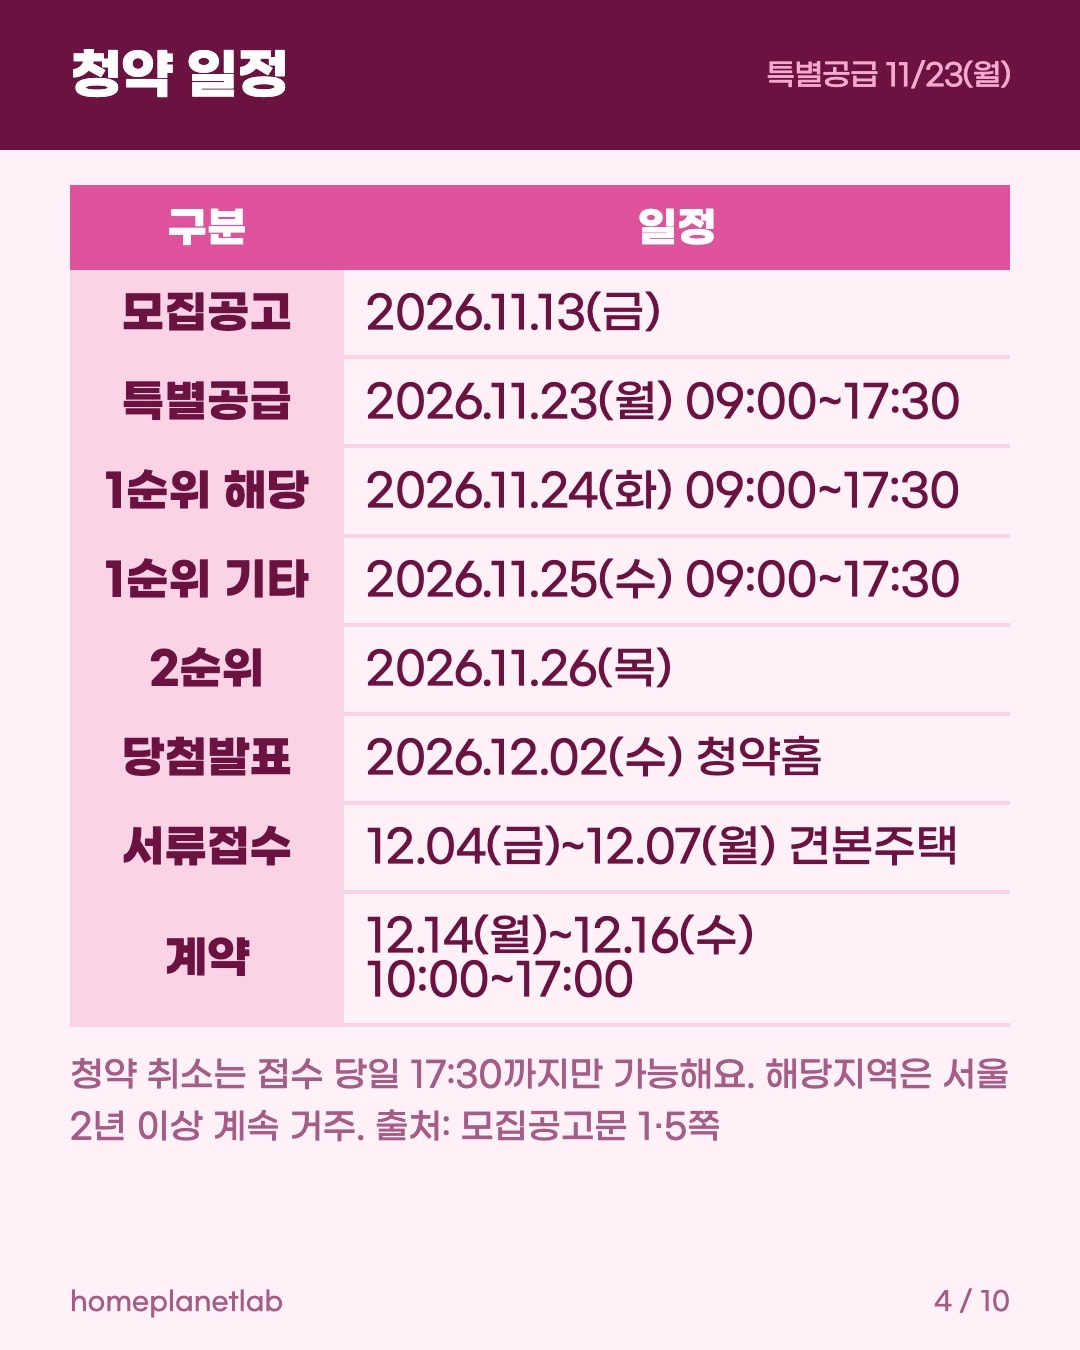 청약 일정
특별공급 11/23(월)
구분 일정
모집공고 2026.11.13(금)
특별공급 2026.11.23(월) 09:00~17:30
1순위 해당 2026.11.24(화) 09:00~17:30
1순위 기타 2026.11.25(수) 09:00~17:30
2순위 2026.11.26(목)
당첨발표 2026.12.02(수) 청약홈
서류접수 12.04(금)~12.07(월) 견본주택
계약 12.14(월)~12.16(수)
10:00~17:00
청약 취소는 접수 당일 17:30까지만 가능해요. 해당지역은 서울
2년 이상 계속 거주. 출처: 모집공고문 1·5쪽
homeplanetlab
4 / 10